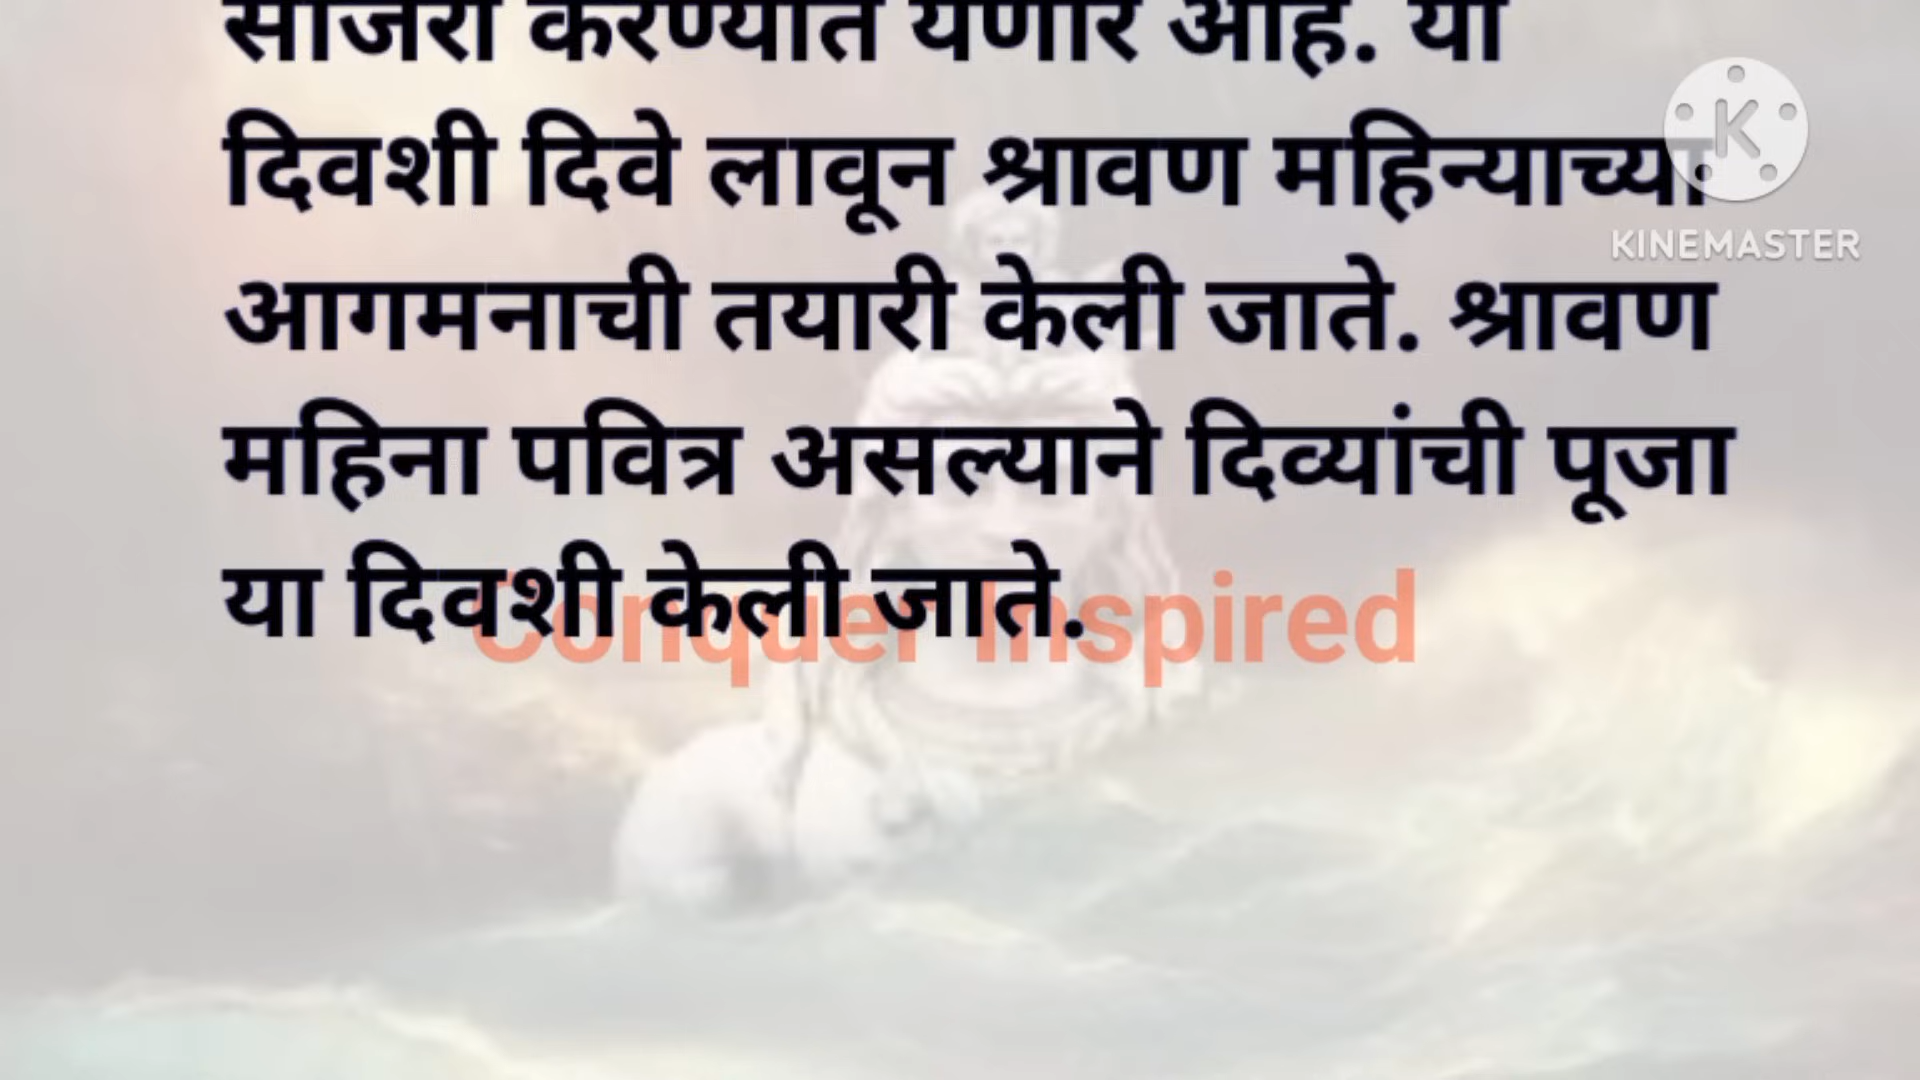 साजरी करण्यात येणार आहे. या
दिवशी दिवे लावून श्रावण महिन्याच्या
आगमनाची तयारी केली जाते. श्रावण
महिना पवित्र असल्याने दिव्यांची पूजा
या दिवशी केली जाते.
Conquer Inspired
K
KINEMASTER